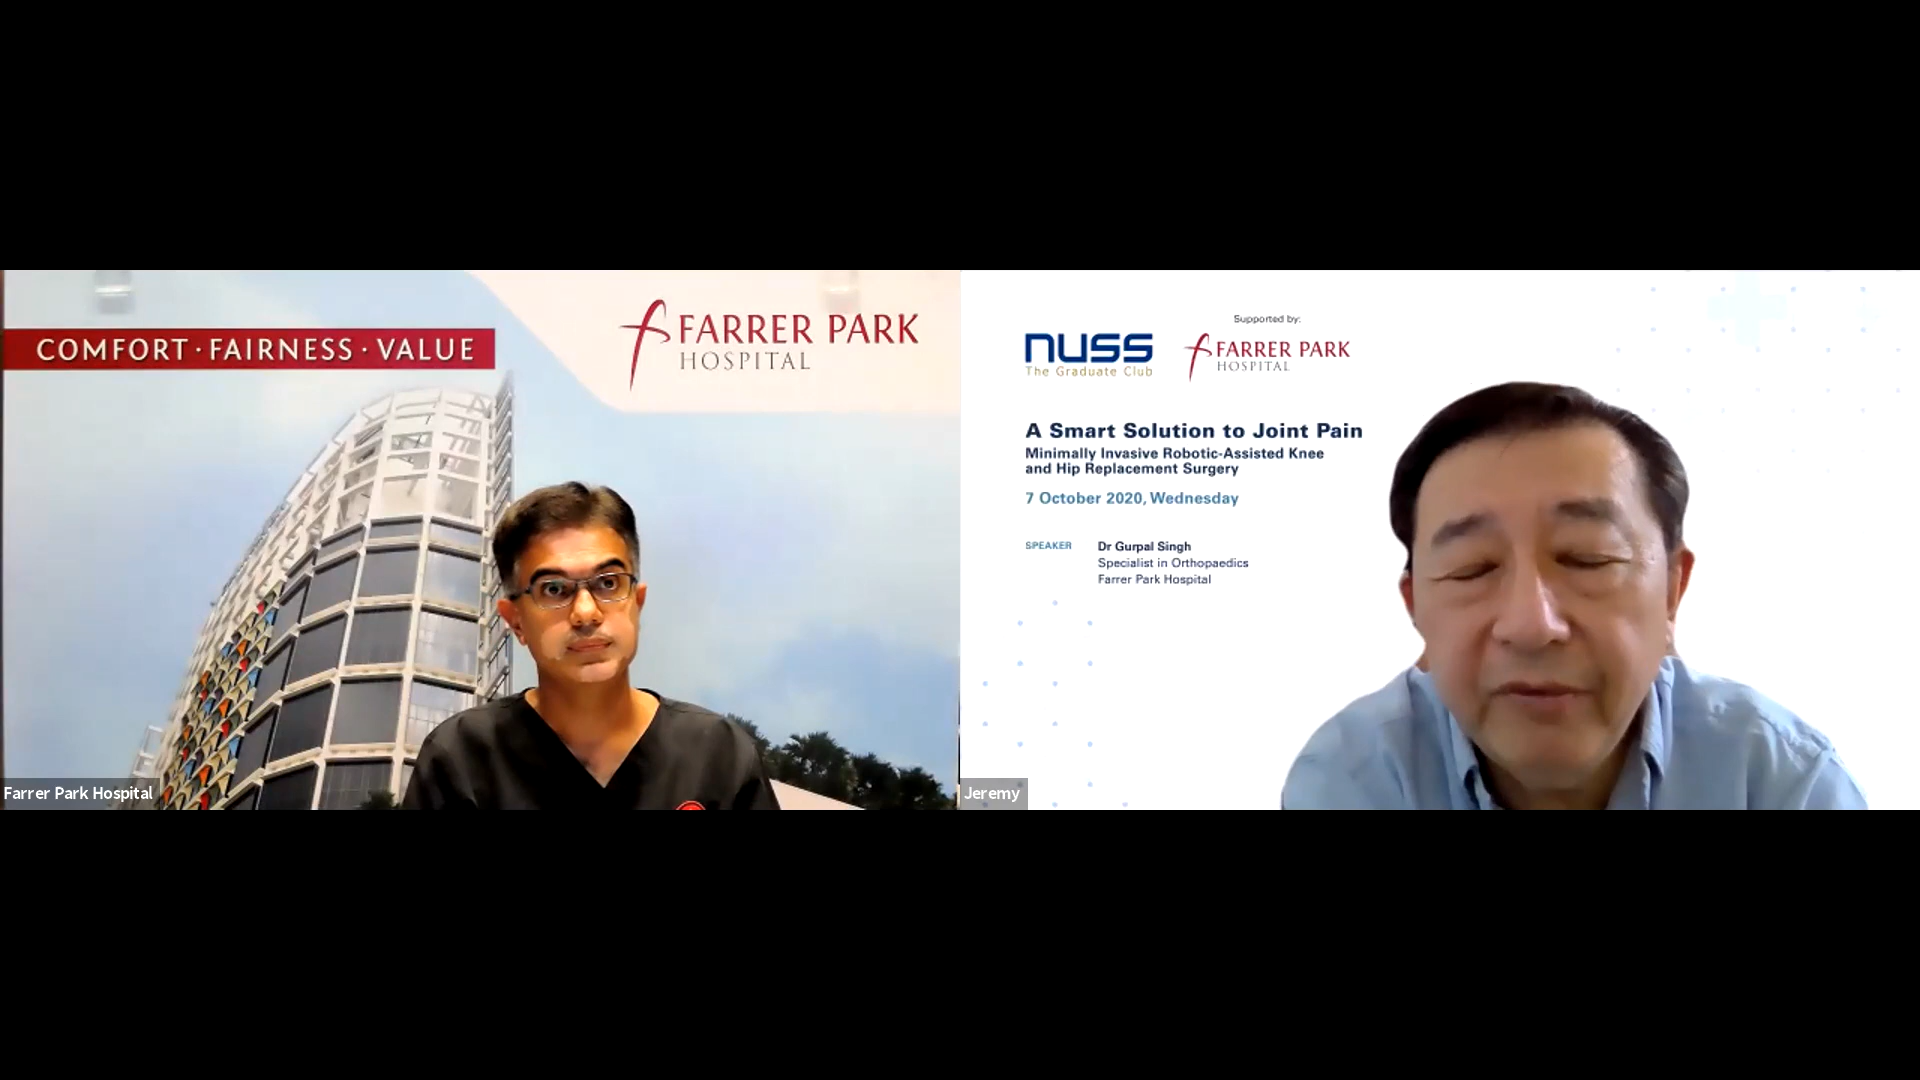 COMFORT · FAIRNESS · VALUE
FARRER PARK
HOSPITAL
Farrer Park Hospital
Supported by:
NUSS
The Graduate Club
FARRER PARK
HOSPITAL
A Smart Solution to Joint Pain
Minimally Invasive Robotic-Assisted Knee
and Hip Replacement Surgery
7 October 2020, Wednesday
SPEAKER Dr Gurpal Singh
Specialist in Orthopaedics
Farrer Park Hospital
Jeremy